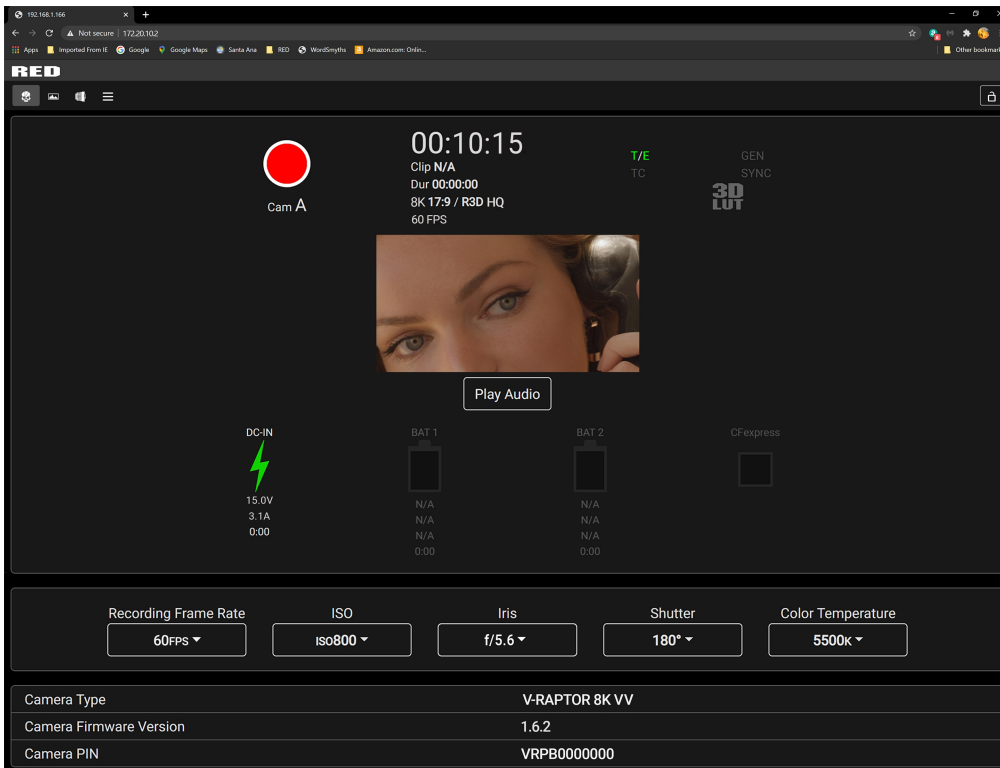 192.168.1.166
Not secure | 172.20.10.2
Apps Imported From IE Google Google Maps Santa Ana RED WordSmyths Amazon.com: Onlin... Other bookmark
RED
00:10:15
Clip N/A
Dur 00:00:00
8K 17:9 / R3D HQ
60 FPS
Cam A
T/E
TC
GEN
SYNC
3D
LUT
Play Audio
DC-IN BAT 1 BAT 2 CFexpress
15.0V
3.1A
0:00
N/A
N/A
N/A
0:00
N/A
N/A
N/A
0:00
Recording Frame Rate ISO Iris Shutter Color Temperature
60FPS ISO800 f/5.6 180° 5500K
Camera Type V-RAPTOR 8K VV
Camera Firmware Version 1.6.2
Camera PIN VRPB0000000